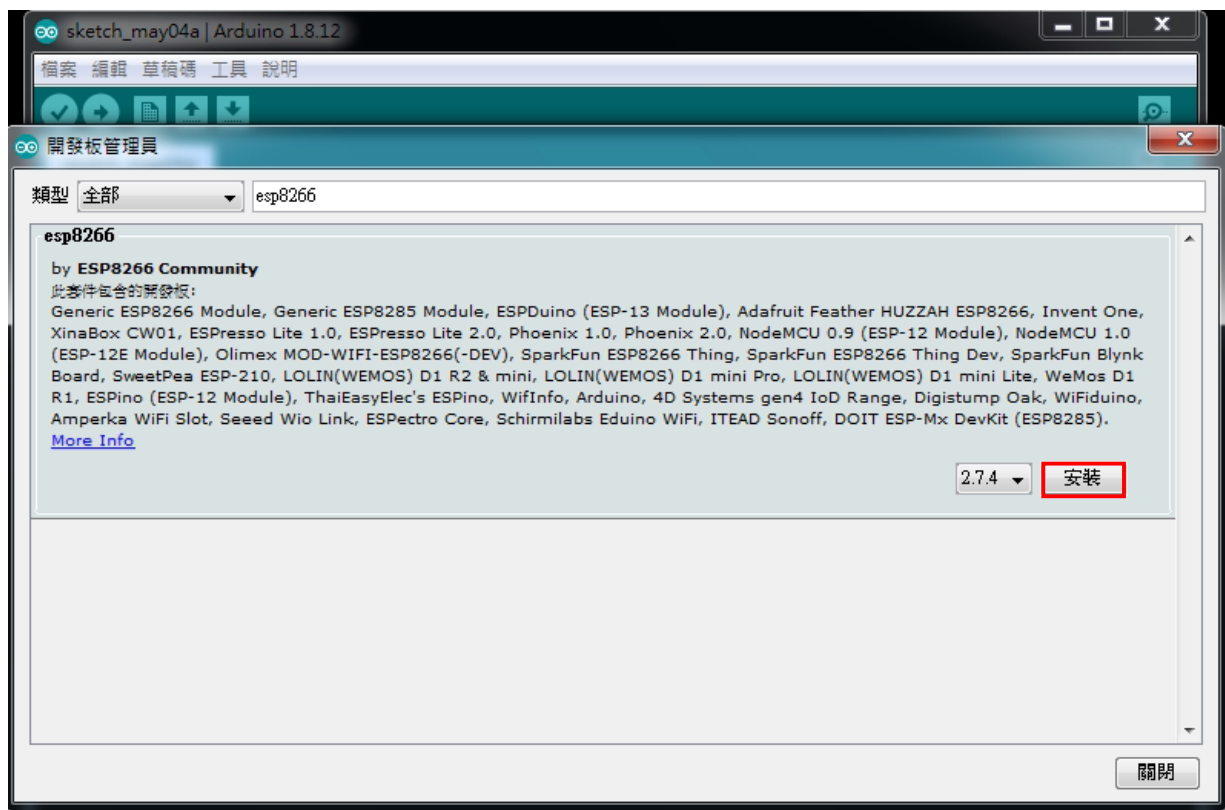 sketch_may04a | Arduino 1.8.12
檔案 編輯 草稿碼 工具 說明
開發板管理員
類型 全部 esp8266
esp8266
by ESP8266 Community
此套件包含的開發板:
Generic ESP8266 Module, Generic ESP8285 Module, ESPDuino (ESP-13 Module), Adafruit Feather HUZZAH ESP8266, Invent One,
XinaBox CW01, ESPresso Lite 1.0, ESPresso Lite 2.0, Phoenix 1.0, Phoenix 2.0, NodeMCU 0.9 (ESP-12 Module), NodeMCU 1.0
(ESP-12E Module), Olimex MOD-WIFI-ESP8266(-DEV), SparkFun ESP8266 Thing, SparkFun ESP8266 Thing Dev, SparkFun Blynk
Board, SweetPea ESP-210, LOLIN(WEMOS) D1 R2 & mini, LOLIN(WEMOS) D1 mini Pro, LOLIN(WEMOS) D1 mini Lite, WeMos D1
R1, ESPino (ESP-12 Module), ThaiEasyElec's ESPino, WifInfo, Arduino, 4D Systems gen4 IoD Range, Digistump Oak, WiFiduino,
Amperka WiFi Slot, Seeed Wio Link, ESPectro Core, Schirmilabs Eduino WiFi, ITEAD Sonoff, DOIT ESP-Mx DevKit (ESP8285).
More Info
2.7.4 安裝
關閉